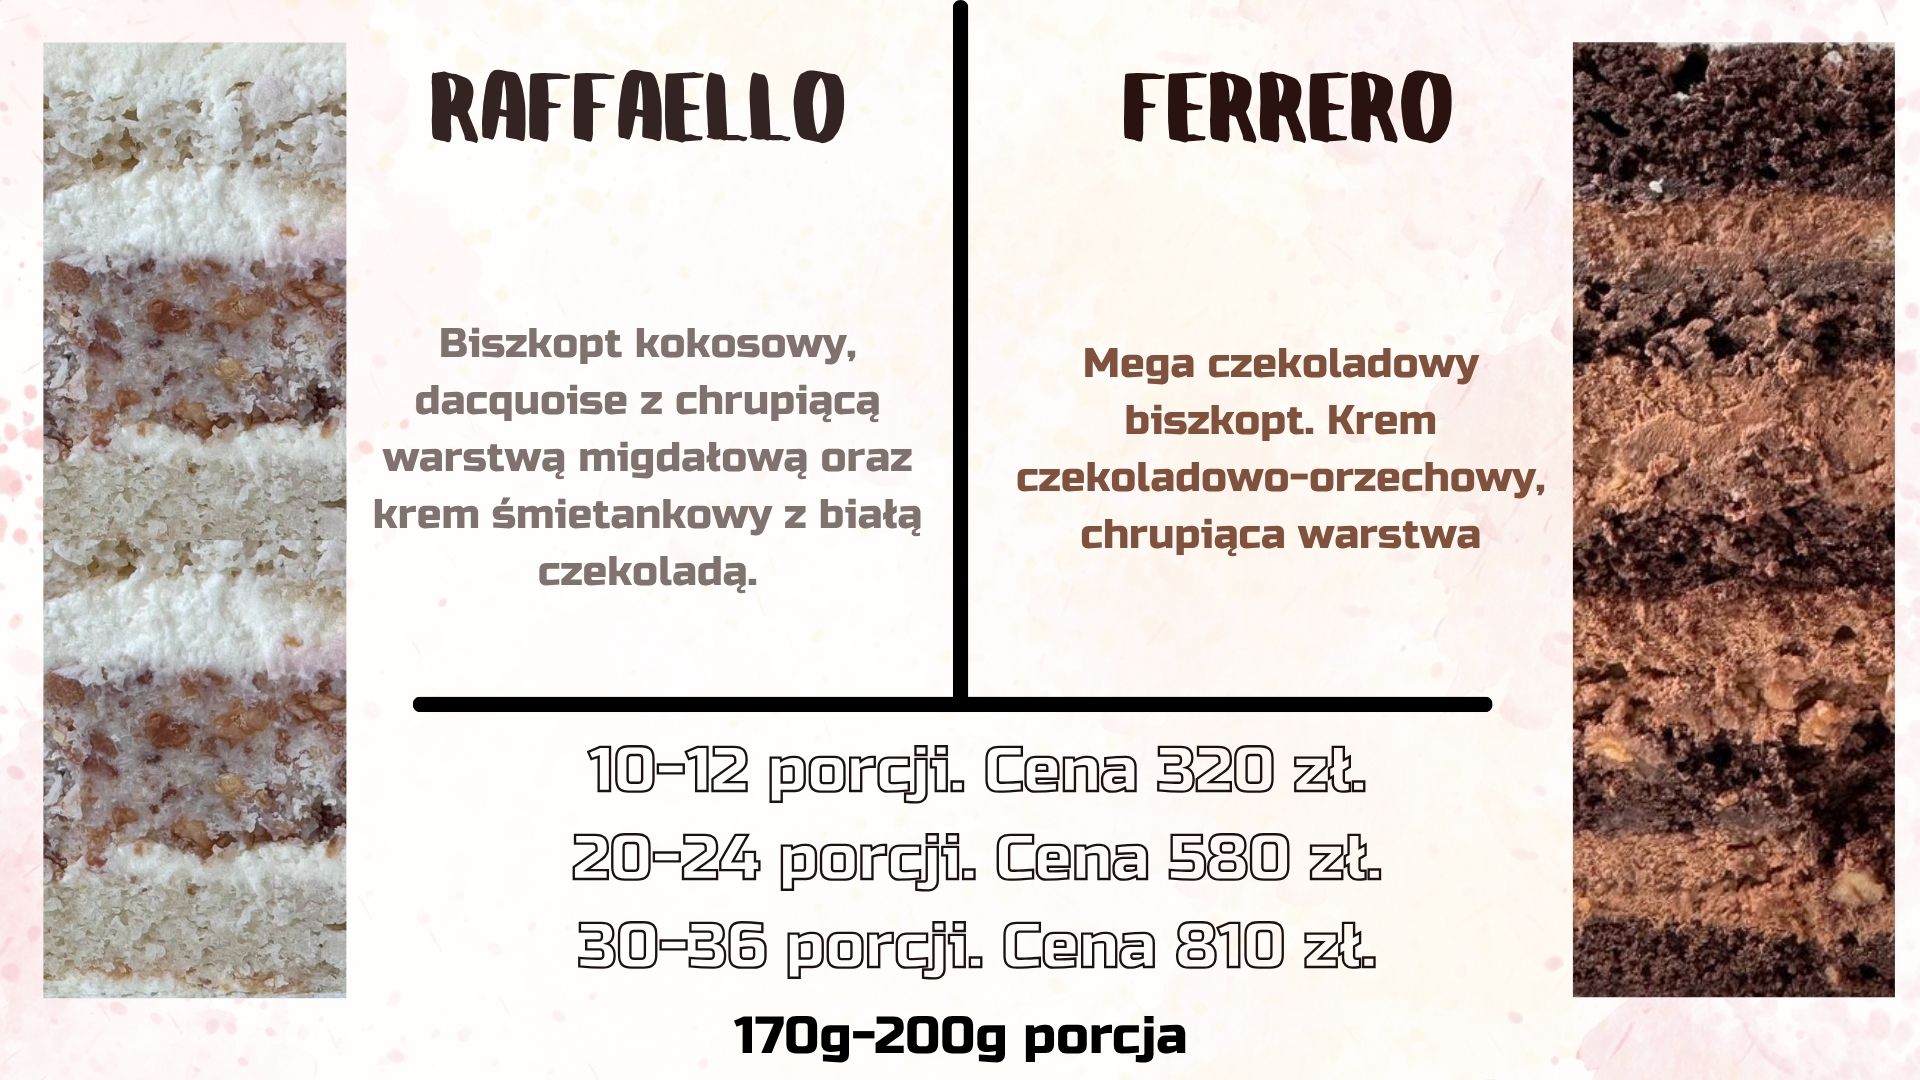 RAFFAELLO
Biszkopt kokosowy,
dacquoise z chrupiącą
warstwą migdałową oraz
krem śmietankowy z białą
czekoladą.
FERRERO
Mega czekoladowy
biszkopt. Krem
czekoladowo-orzechowy,
chrupiąca warstwa
10-12 porcji. Cena 320 zł.
20-24 porcji. Cena 580 zł.
30-36 porcji. Cena 810 zł.
170g-200g porcja